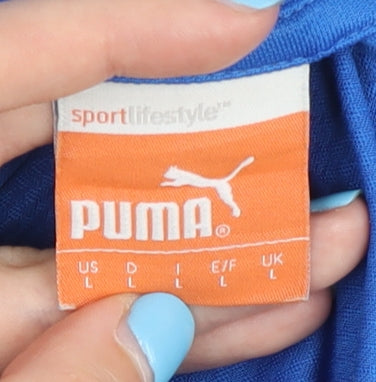 sportlifestyle™
PUMA®
US D I E/F UK
L L L L L